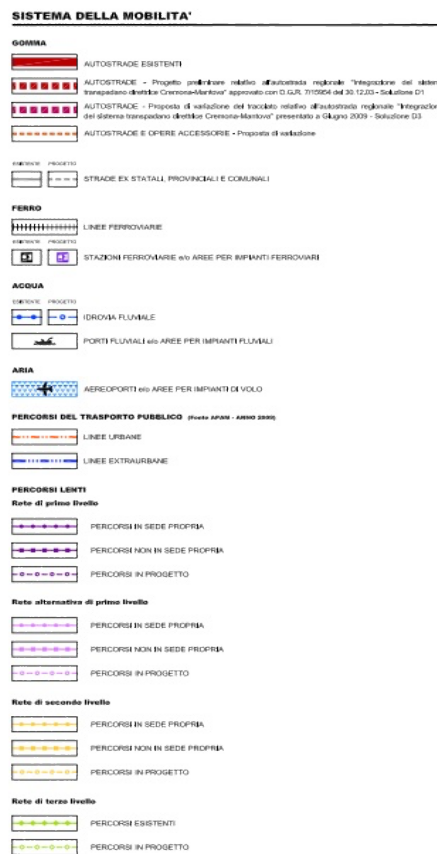 SISTEMA DELLA MOBILITA'
GOMMA
AUTOSTRADE ESISTENTI
AUTOSTRADE - Progetto preliminare relativo all'autostrada regionale "Integrazione del sistem
transpadano direttrice Cremona-Mantova" approvato con D.G.R. 7/15954 del 30.12.03 - Soluzione D1
AUTOSTRADE - Proposta di variazione del tracciato relativo all'autostrada regionale "Integrazion
del sistema transpadano direttrice Cremona-Mantova" presentato a Giugno 2009 - Soluzione D3
AUTOSTRADE E OPERE ACCESSORIE - Proposta di variazione
ESISTENTE PROGETTO
STRADE EX STATALI, PROVINCIALI E COMUNALI
FERRO
LINEE FERROVIARIE
ESISTENTE PROGETTO
STAZIONI FERROVIARIE e/o AREE PER IMPIANTI FERROVIARI
ACQUA
ESISTENTE PROGETTO
IDROVIA FLUVIALE
PORTI FLUVIALI e/o AREE PER IMPIANTI FLUVIALI
ARIA
AEREOPORTI e/o AREE PER IMPIANTI DI VOLO
PERCORSI DEL TRASPORTO PUBBLICO (Fonte APAM - ANNO 2009)
LINEE URBANE
LINEE EXTRAURBANE
PERCORSI LENTI
Rete di primo livello
PERCORSI IN SEDE PROPRIA
PERCORSI NON IN SEDE PROPRIA
PERCORSI IN PROGETTO
Rete alternativa di primo livello
PERCORSI IN SEDE PROPRIA
PERCORSI NON IN SEDE PROPRIA
PERCORSI IN PROGETTO
Rete di secondo livello
PERCORSI IN SEDE PROPRIA
PERCORSI NON IN SEDE PROPRIA
PERCORSI IN PROGETTO
Rete di terzo livello
PERCORSI ESISTENTI
PERCORSI IN PROGETTO